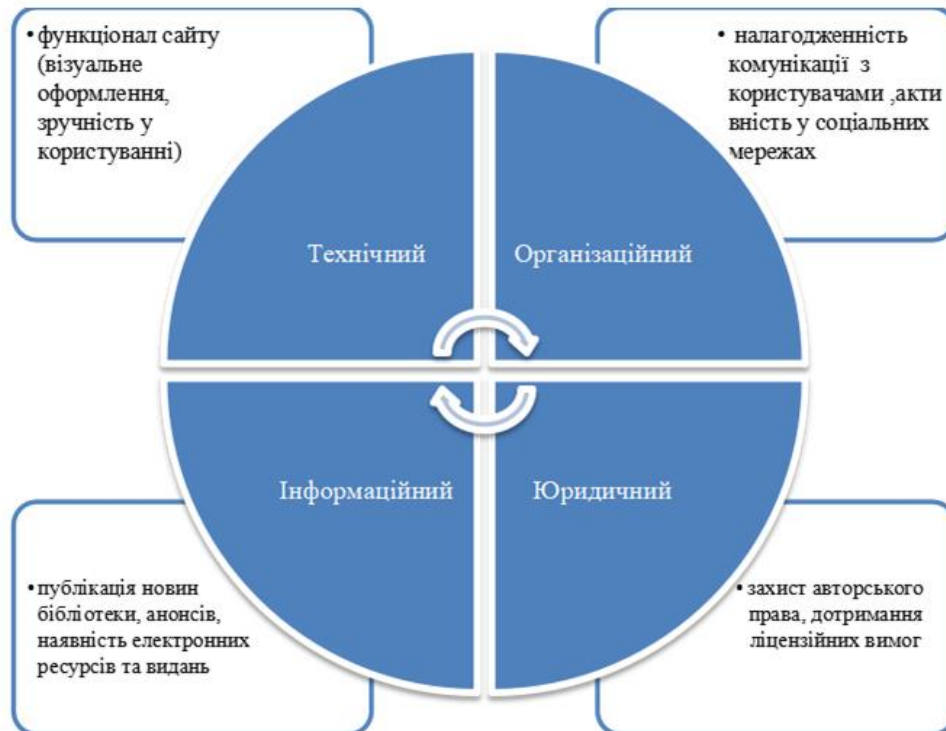 •функціонал сайту
(візуальне
оформлення,
зручність у
користуванні)
• налагодженність
комунікації з
користувачами ,акти
вність у соціальних
мережах
Технічний
Організаційний
Інформаційний
Юридичний
•публікація новин
бібліотеки, анонсів,
наявність електронних
ресурсів та видань
• захист авторського
права, дотримання
ліцензійних вимог